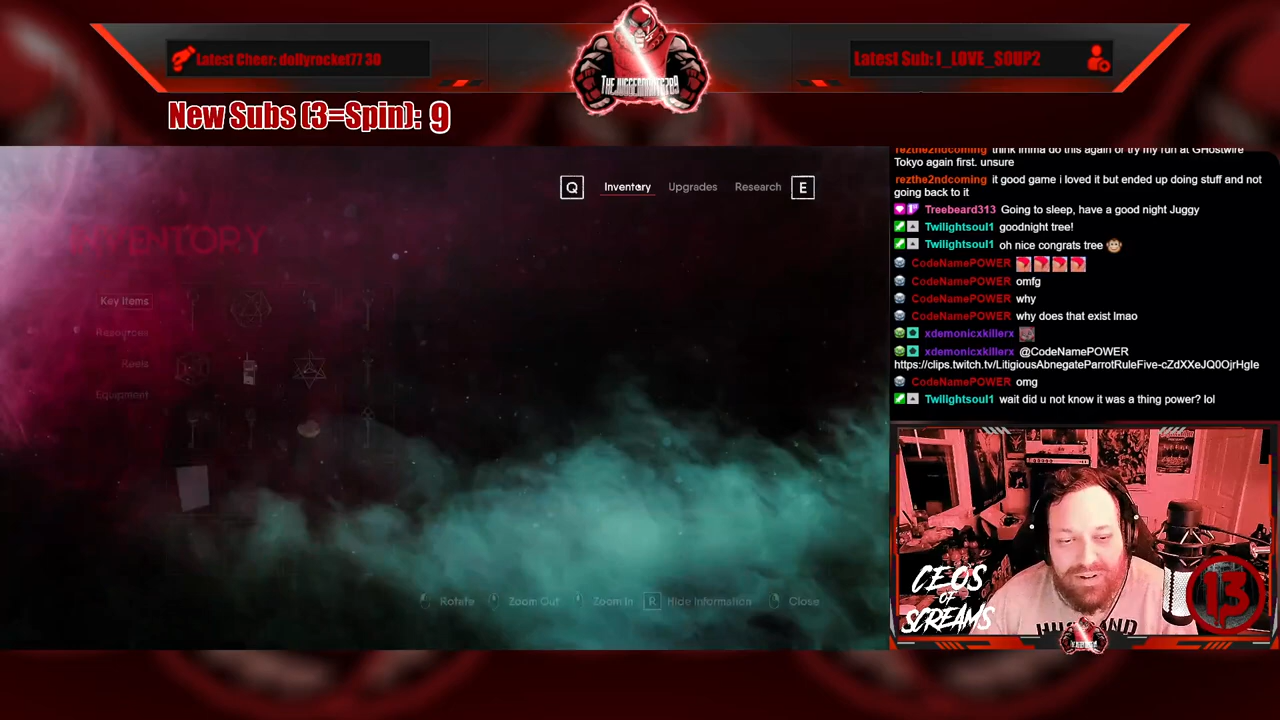 Latest Cheer: dollyrocket77 30
THEJUGGERNAUT6789
Latest Sub: I_LOVE_SOUP2
New Subs (3=Spin): 9
Q Inventory Upgrades Research E
INVENTORY
Key Items
Resources
Reels
Equipment
Rotate Zoom Out Zoom In R Hide Information Close
rezthe2ndcoming think imma do this again or try my run at GHostwire
Tokyo again first. unsure
rezthe2ndcoming it good game i loved it but ended up doing stuff and not
going back to it
Treebeard313 Going to sleep, have a good night Juggy
Twilightsoul1 goodnight tree!
Twilightsoul1 oh nice congrats tree
CodeNamePOWER
CodeNamePOWER omfg
CodeNamePOWER why
CodeNamePOWER why does that exist lmao
xdemonicxkillerx
xdemonicxkillerx @CodeNamePOWER
https://clips.twitch.tv/LitigiousAbnegateParrotRuleFive-cZdXXeJQ0OjrHgIe
CodeNamePOWER omg
Twilightsoul1 wait did u not know it was a thing power? lol
CEOS
OF
SCREAMS
HUSBAND
13